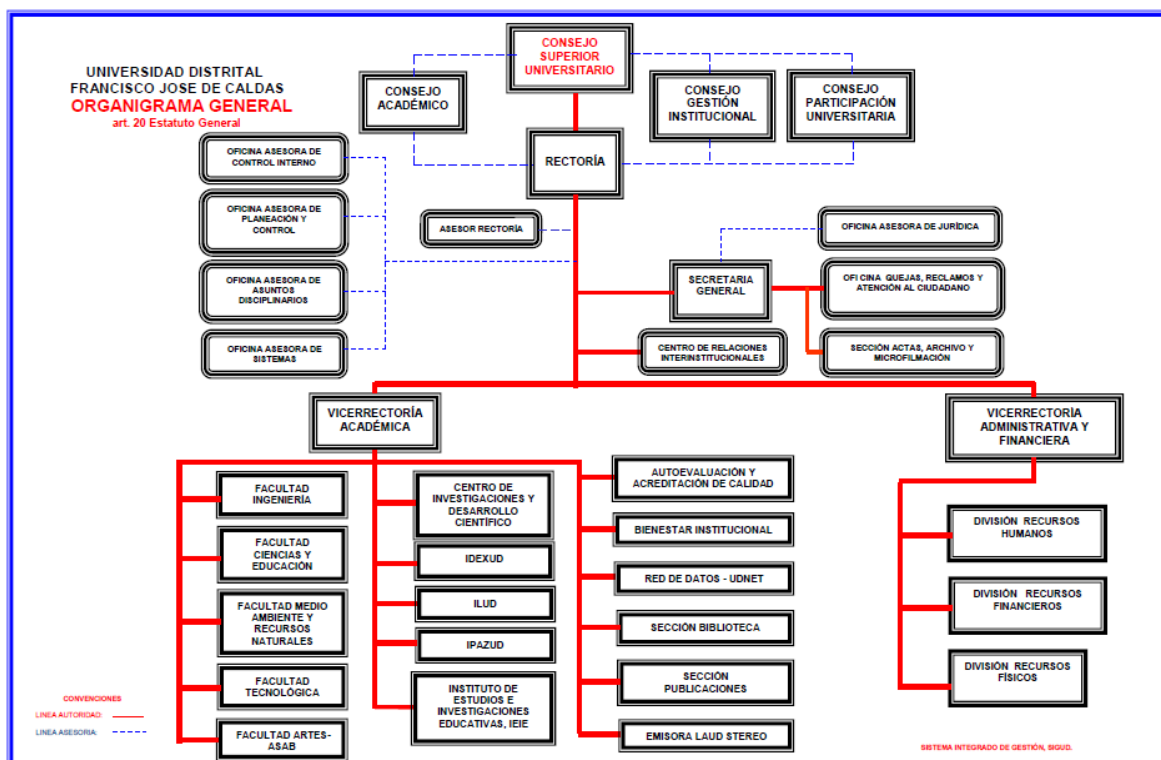 UNIVERSIDAD DISTRITAL
FRANCISCO JOSE DE CALDAS
ORGANIGRAMA GENERAL
art. 20 Estatuto General
CONSEJO
SUPERIOR
UNIVERSITARIO
CONSEJO
ACADÉMICO
CONSEJO
GESTIÓN
INSTITUCIONAL
CONSEJO
PARTICIPACIÓN
UNIVERSITARIA
RECTORÍA
OFICINA ASESORA DE
CONTROL INTERNO
OFICINA ASESORA DE
PLANEACIÓN Y
CONTROL
OFICINA ASESORA DE
ASUNTOS
DISCIPLINARIOS
OFICINA ASESORA DE
SISTEMAS
ASESOR RECTORÍA
OFICINA ASESORA DE JURÍDICA
SECRETARIA
GENERAL
OFICINA QUEJAS, RECLAMOS Y
ATENCIÓN AL CIUDADANO
CENTRO DE RELACIONES
INTERINSTITUCIONALES
SECCIÓN ACTAS, ARCHIVO Y
MICROFILMACIÓN
VICERRECTORÍA
ACADÉMICA
VICERRECTORÍA
ADMINISTRATIVA Y
FINANCIERA
FACULTAD
INGENIERÍA
FACULTAD
CIENCIAS Y
EDUCACIÓN
FACULTAD MEDIO
AMBIENTE Y
RECURSOS
NATURALES
FACULTAD
TECNOLÓGICA
FACULTAD ARTES-
ASAB
CENTRO DE
INVESTIGACIONES Y
DESARROLLO
CIENTÍFICO
IDEXUD
ILUD
IPAZUD
INSTITUTO DE
ESTUDIOS E
INVESTIGACIONES
EDUCATIVAS, IEIE
AUTOEVALUACIÓN Y
ACREDITACIÓN DE CALIDAD
BIENESTAR INSTITUCIONAL
RED DE DATOS - UDNET
SECCIÓN BIBLIOTECA
SECCIÓN
PUBLICACIONES
EMISORA LAUD STEREO
DIVISIÓN RECURSOS
HUMANOS
DIVISIÓN RECURSOS
FINANCIEROS
DIVISIÓN RECURSOS
FÍSICOS
CONVENCIONES
LINEA AUTORIDAD:
LINEA ASESORIA:
SISTEMA INTEGRADO DE GESTIÓN, SIGUD.